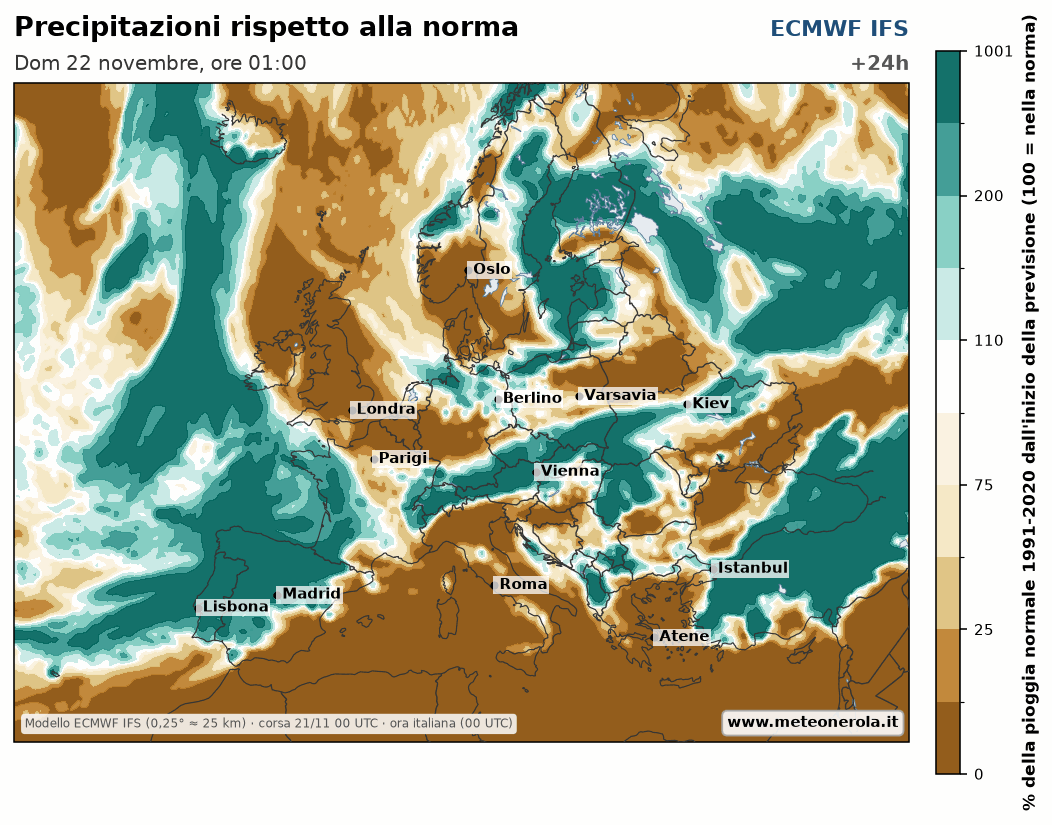 Precipitazioni rispetto alla norma
ECMWF IFS
Dom 22 novembre, ore 01:00
+24h
Oslo
Londra
Berlino
Varsavia
Kiev
Parigi
Vienna
Madrid
Lisbona
Roma
Istanbul
Atene
Modello ECMWF IFS (0,25° ≈ 25 km) · corsa 21/11 00 UTC · ora italiana (00 UTC)
www.meteonerola.it
1001
200
110
75
25
0
% della pioggia normale 1991-2020 dall'inizio della previsione (100 = nella norma)